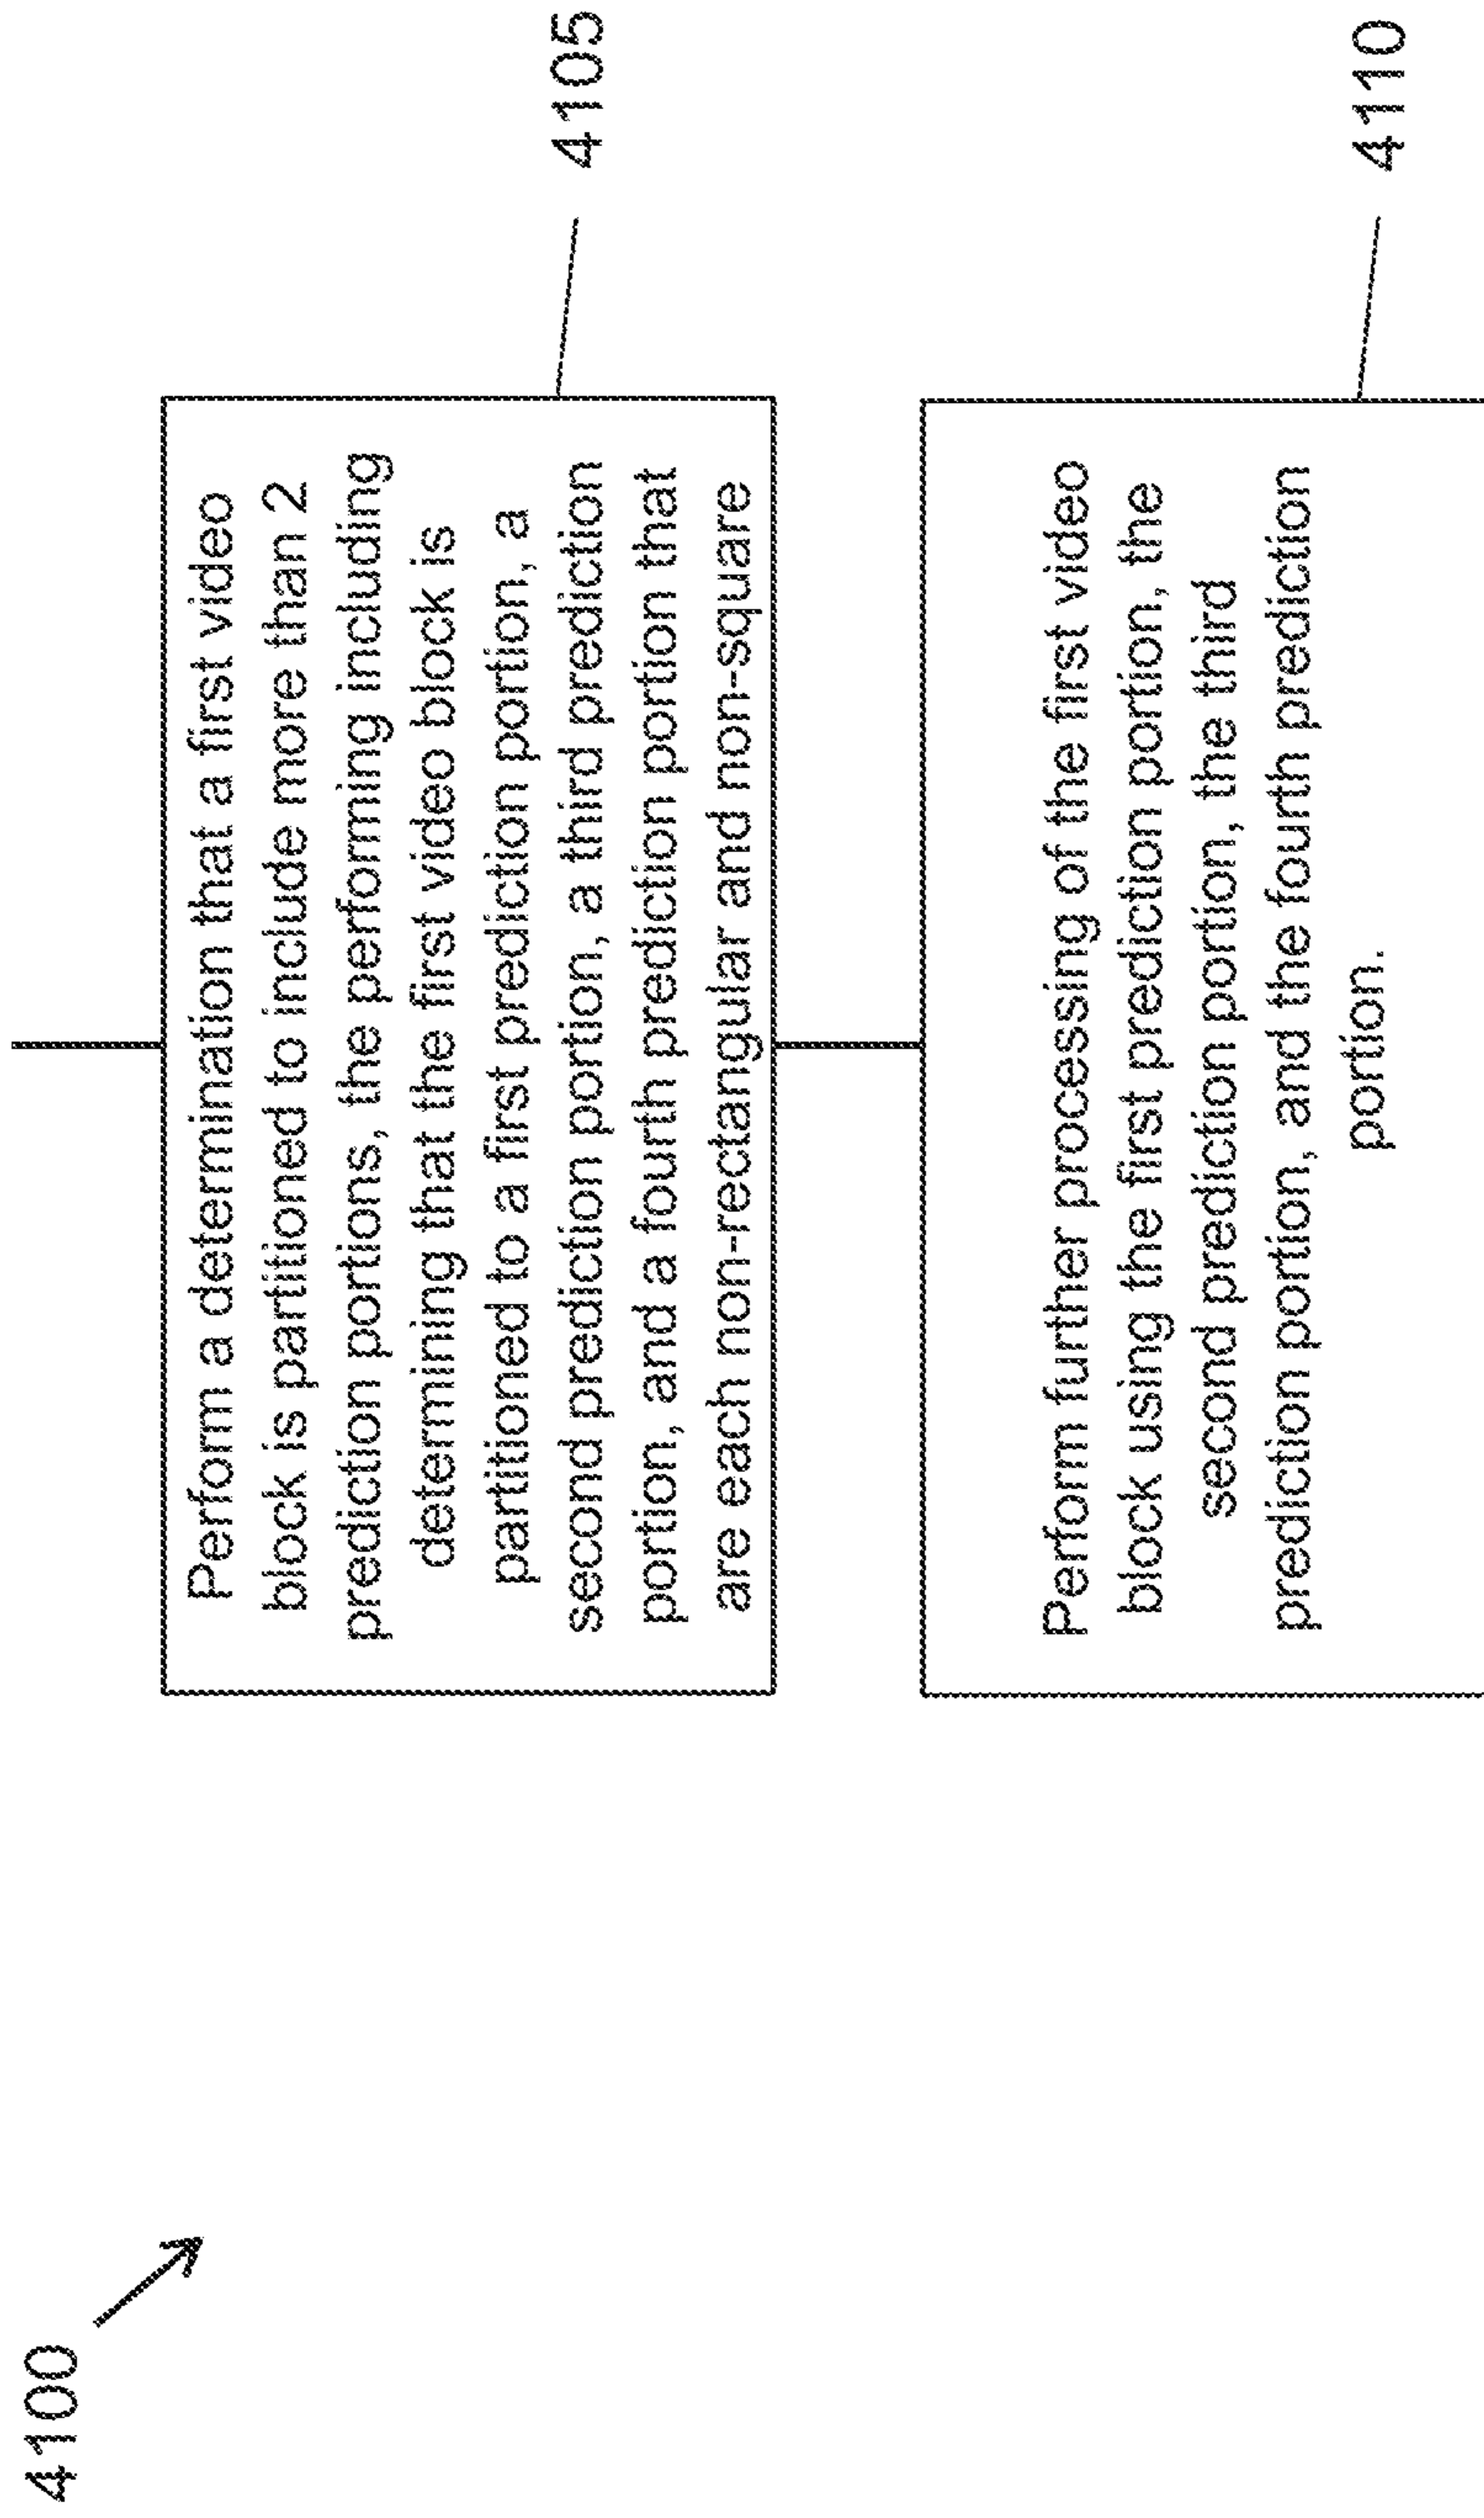 4100
Perform a determination that a first video
block is partitioned to include more than 2
prediction portions, the performing including
determining that the first video block is
partitioned to a first prediction portion, a
second prediction portion, a third prediction
portion, and a fourth prediction portion that
are each non-rectangular and non-square
4105
Perform further processing of the first video
block using the first prediction portion, the
second prediction portion, the third
prediction portion, and the fourth prediction
portion.
4110